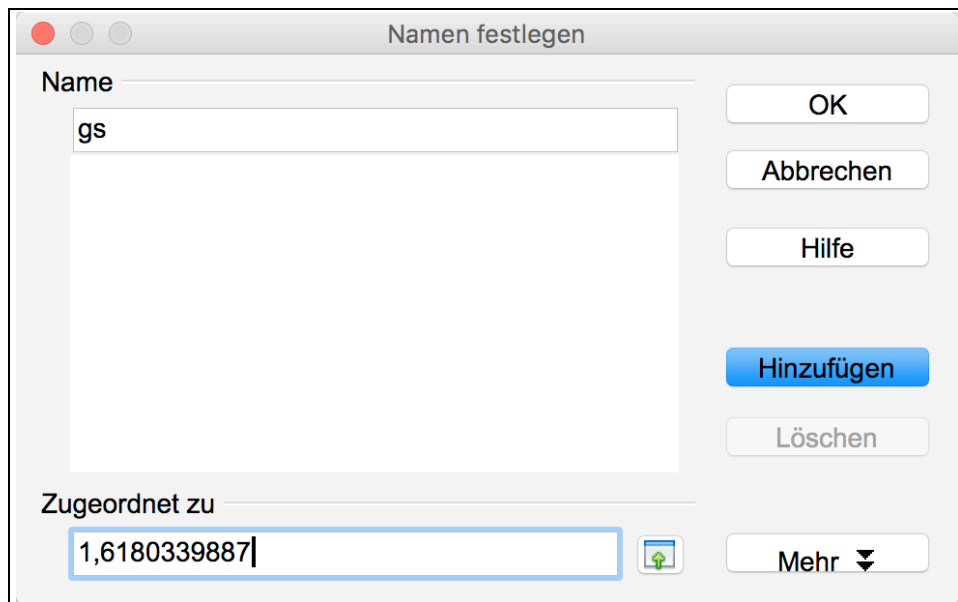 Namen festlegen
Name
gs
OK
Abbrechen
Hilfe
Hinzufügen
Löschen
Zugeordnet zu
1,6180339887
Mehr